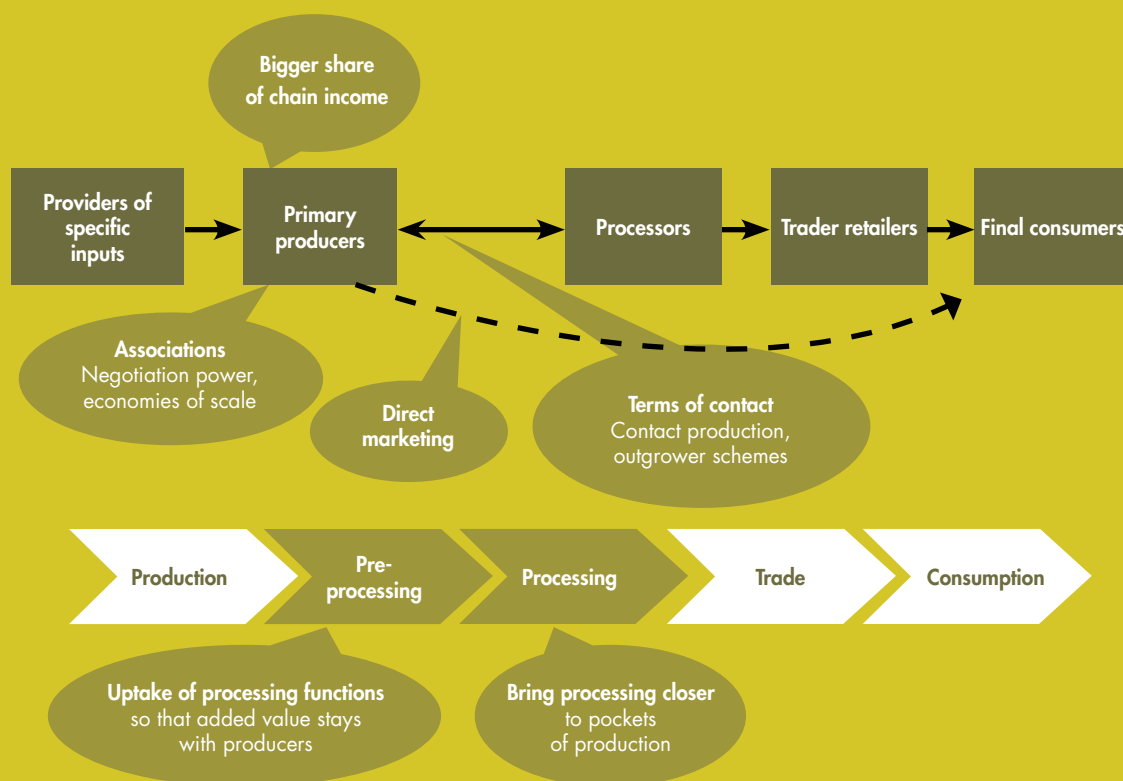 Bigger share
of chain income
Providers of
specific
inputs
Primary
producers
Processors
Trader retailers
Final consumers
Associations
Negotiation power,
economies of scale
Direct
marketing
Terms of contact
Contact production,
outgrower schemes
Production
Pre-
processing
Processing
Trade
Consumption
Uptake of processing functions
so that added value stays
with producers
Bring processing closer
to pockets
of production